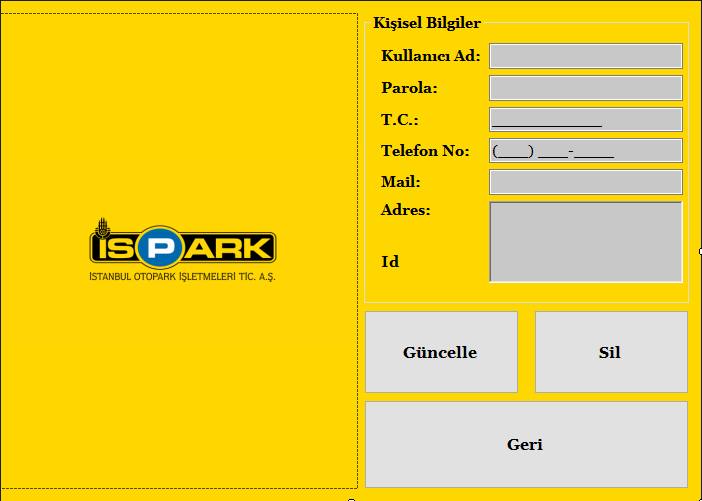 İSPARK
İSTANBUL OTOPARK İŞLETMELERİ TİC. A.Ş.
Kişisel Bilgiler
Kullanıcı Ad:
Parola:
T.C.: ___________
Telefon No: (___) ___-____
Mail:
Adres:
Id
Güncelle
Sil
Geri